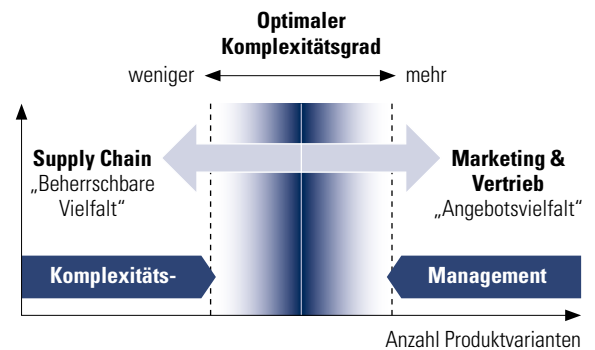 Optimaler
Komplexitätsgrad
weniger
mehr
Supply Chain
„Beherrschbare
Vielfalt“
Marketing &
Vertrieb
„Angebotsvielfalt“
Komplexitäts-
Management
Anzahl Produktvarianten